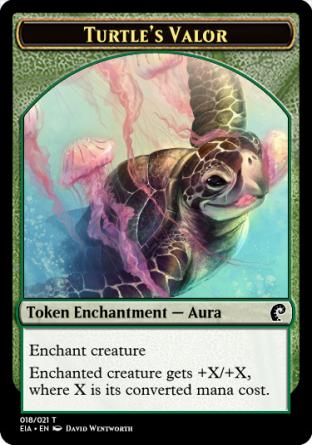 Turtle's Valor
Token Enchantment — Aura
Enchant creature
Enchanted creature gets +X/+X,
where X is its converted mana cost.
018/021 T
EIA • EN David Wentworth